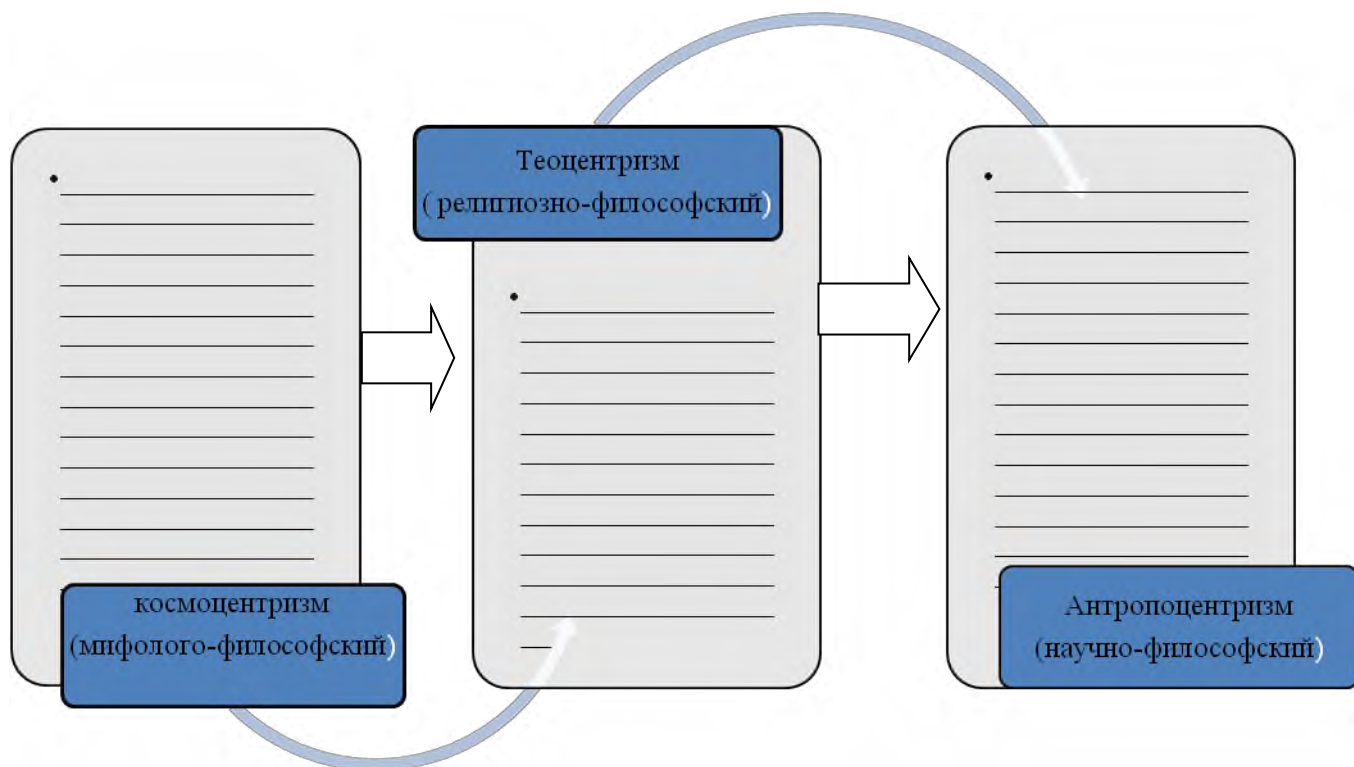 космоцентризм
(мифолого-философский)
Теоцентризм
( религиозно-философский)
Антропоцентризм
(научно-философский)